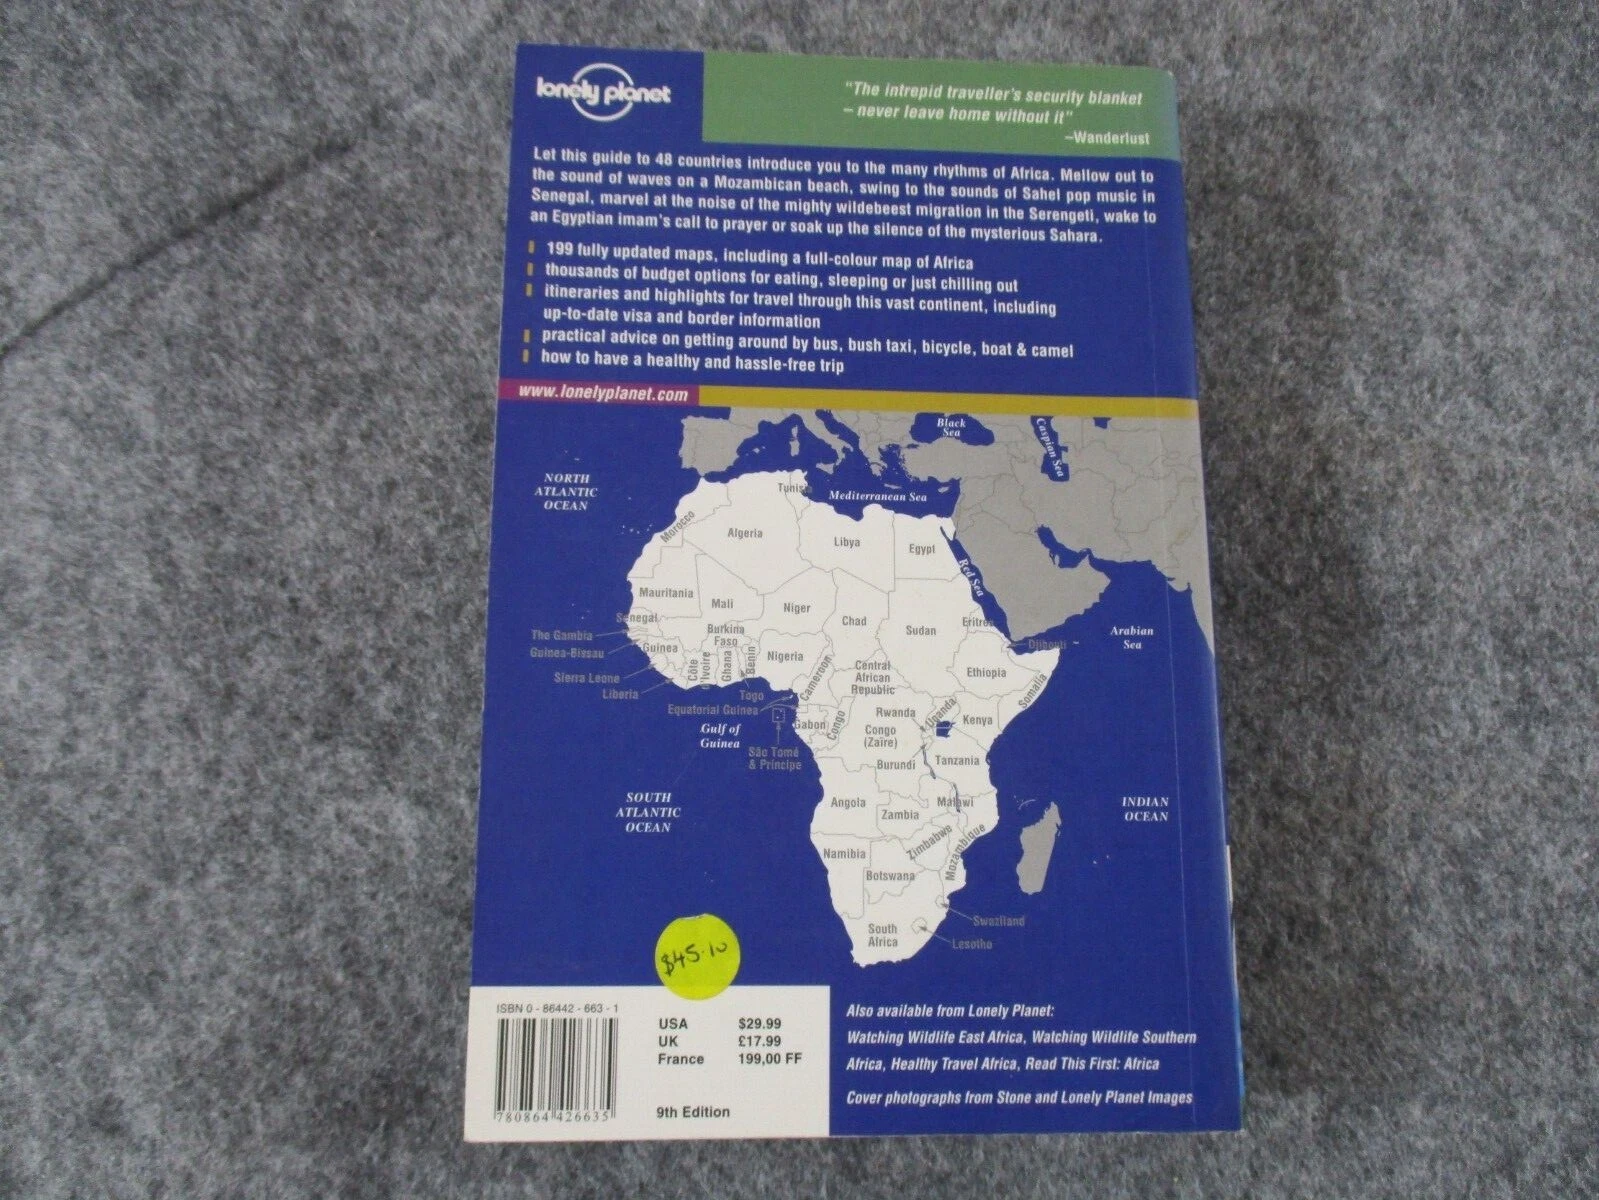 lonely planet
"The intrepid traveller's security blanket
– never leave home without it"
–Wanderlust
Let this guide to 48 countries introduce you to the many rhythms of Africa. Mellow out to
the sound of waves on a Mozambican beach, swing to the sounds of Sahel pop music in
Senegal, marvel at the noise of the mighty wildebeest migration in the Serengeti, wake to
an Egyptian imam's call to prayer or soak up the silence of the mysterious Sahara.
199 fully updated maps, including a full-colour map of Africa
thousands of budget options for eating, sleeping or just chilling out
itineraries and highlights for travel through this vast continent, including
up-to-date visa and border information
practical advice on getting around by bus, bush taxi, bicycle, boat & camel
how to have a healthy and hassle-free trip
www.lonelyplanet.com
Black
Sea
Caspian Sea
NORTH
ATLANTIC
OCEAN
Tunisia
Mediterranean Sea
Morocco
Algeria
Libya
Egypt
Red Sea
Mauritania
Mali
Niger
Chad
Sudan
Eritrea
Senegal
The Gambia
Guinea-Bissau
Guinea
Burkina
Faso
Djibouti
Arabian
Sea
Sierra Leone
Liberia
Côte
d'Ivoire
Ghana
Benin
Togo
Nigeria
Cameroon
Central
African
Republic
Ethiopia
Somalia
Equatorial Guinea
Gulf of
Guinea
São Tomé
& Príncipe
Gabon
Congo
Rwanda
Congo
(Zaïre)
Burundi
Uganda
Kenya
Tanzania
SOUTH
ATLANTIC
OCEAN
Angola
Zambia
Malawi
INDIAN
OCEAN
Namibia
Zimbabwe
Mozambique
Botswana
Swaziland
South
Africa
Lesotho
$45.10
ISBN 0 - 86442 - 663 - 1
USA $29.99
UK £17.99
France 199,00 FF
9th Edition
780864 426635
Also available from Lonely Planet:
Watching Wildlife East Africa, Watching Wildlife Southern
Africa, Healthy Travel Africa, Read This First: Africa
Cover photographs from Stone and Lonely Planet Images